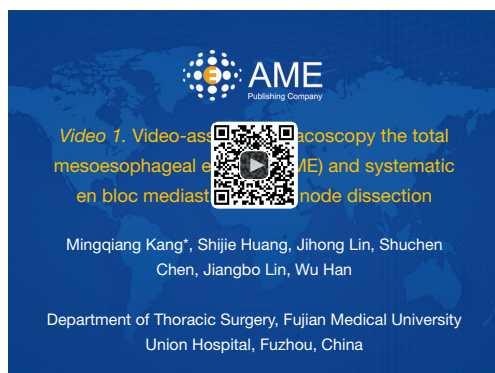 E AME
Publishing Company
Video 1. Video-ass acoscopy the total
mesoesophageal e ME) and systematic
en bloc mediast node dissection
Mingqiang Kang*, Shijie Huang, Jihong Lin, Shuchen
Chen, Jiangbo Lin, Wu Han
Department of Thoracic Surgery, Fujian Medical University
Union Hospital, Fuzhou, China